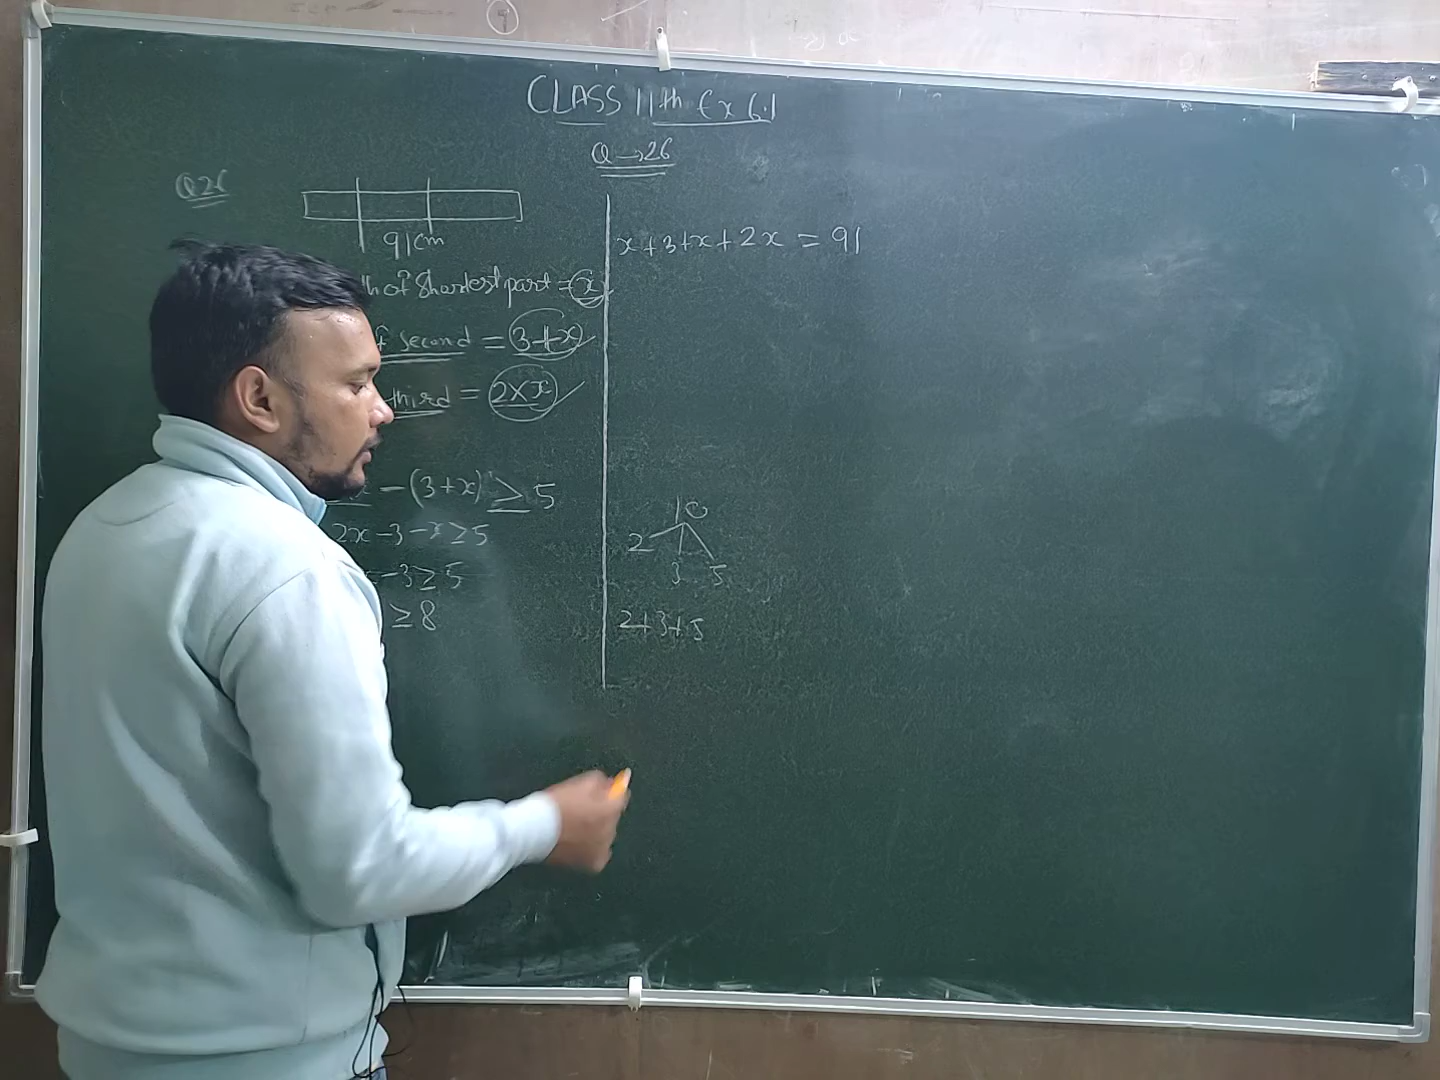 CLASS 11th Ex 6.1
Q → 26
Q26
91cm
th of Shortest part = x
f second = 3+x
third = 2×x
- (3+x) ≥ 5
2x-3-x ≥ 5
-3 ≥ 5
≥ 8
x+3+x+2x = 91
10
2 3 5
2+3+5